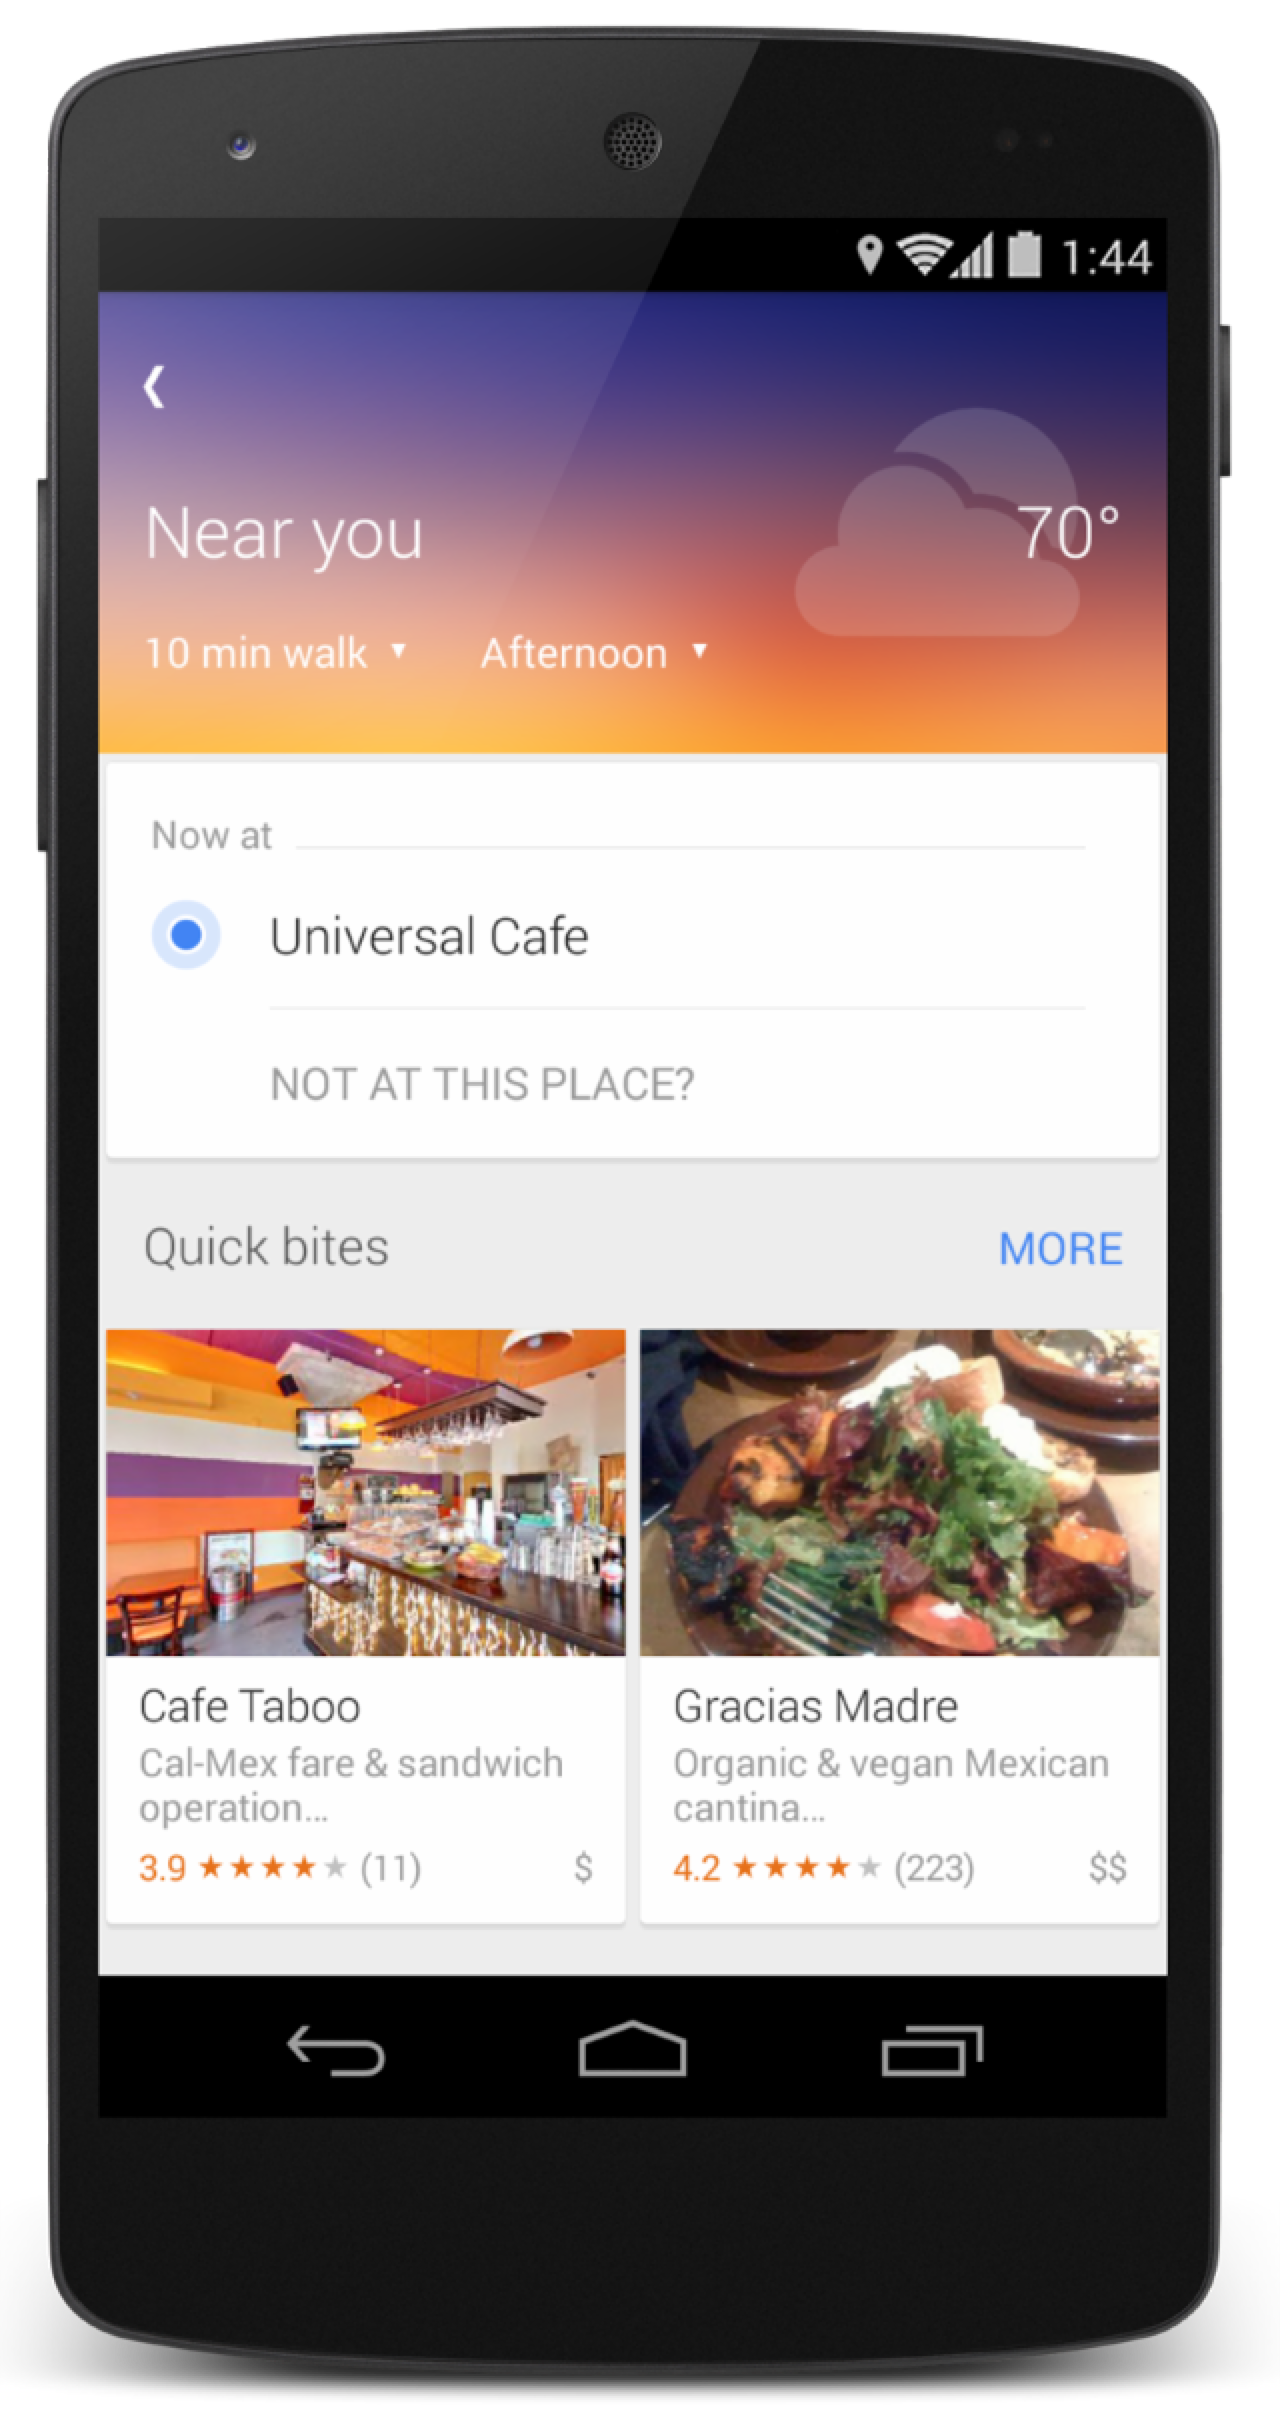 1:44
Near you
70°
10 min walk ▼ Afternoon ▼
Now at
Universal Cafe
NOT AT THIS PLACE?
Quick bites
MORE
Cafe Taboo
Cal-Mex fare & sandwich
operation...
3.9 ★★★★★ (11) $
Gracias Madre
Organic & vegan Mexican
cantina...
4.2 ★★★★★ (223) $$